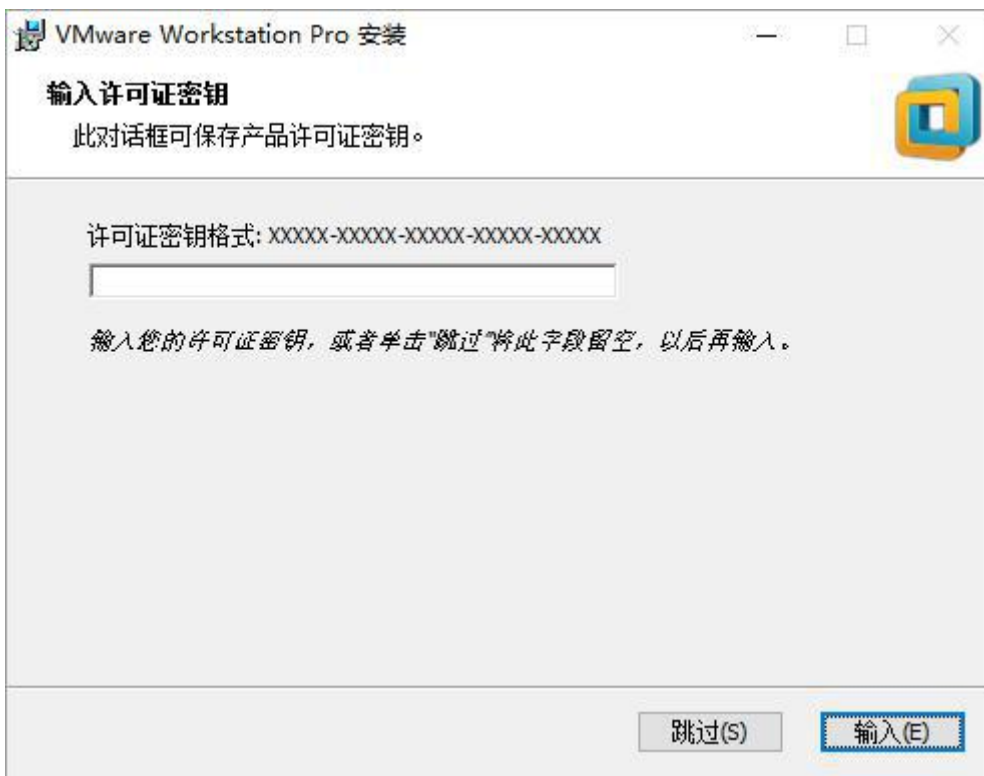 VMware Workstation Pro 安装
输入许可证密钥
此对话框可保存产品许可证密钥。
许可证密钥格式: XXXXX-XXXXX-XXXXX-XXXXX-XXXXX
输入您的许可证密钥，或者单击"跳过"将此字段留空，以后再输入。
跳过(S) 输入(E)